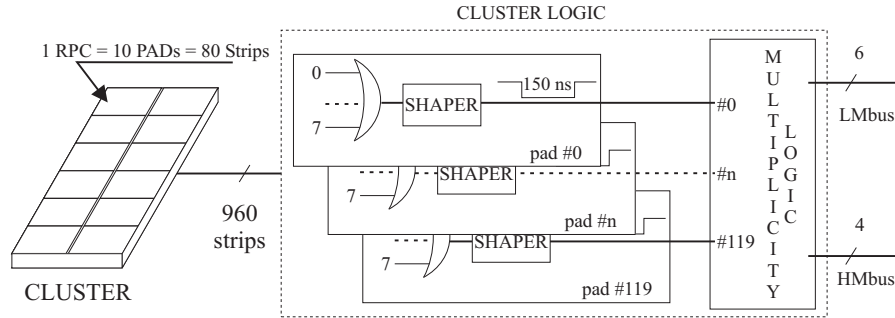 CLUSTER LOGIC
1 RPC = 10 PADs = 80 Strips
0
7
SHAPER
150 ns
#0
pad #0
7
SHAPER
#n
pad #n
7
SHAPER
#119
pad #119
MULTIPLICITY
LOGIC
6
LMbus
4
HMbus
960
strips
CLUSTER